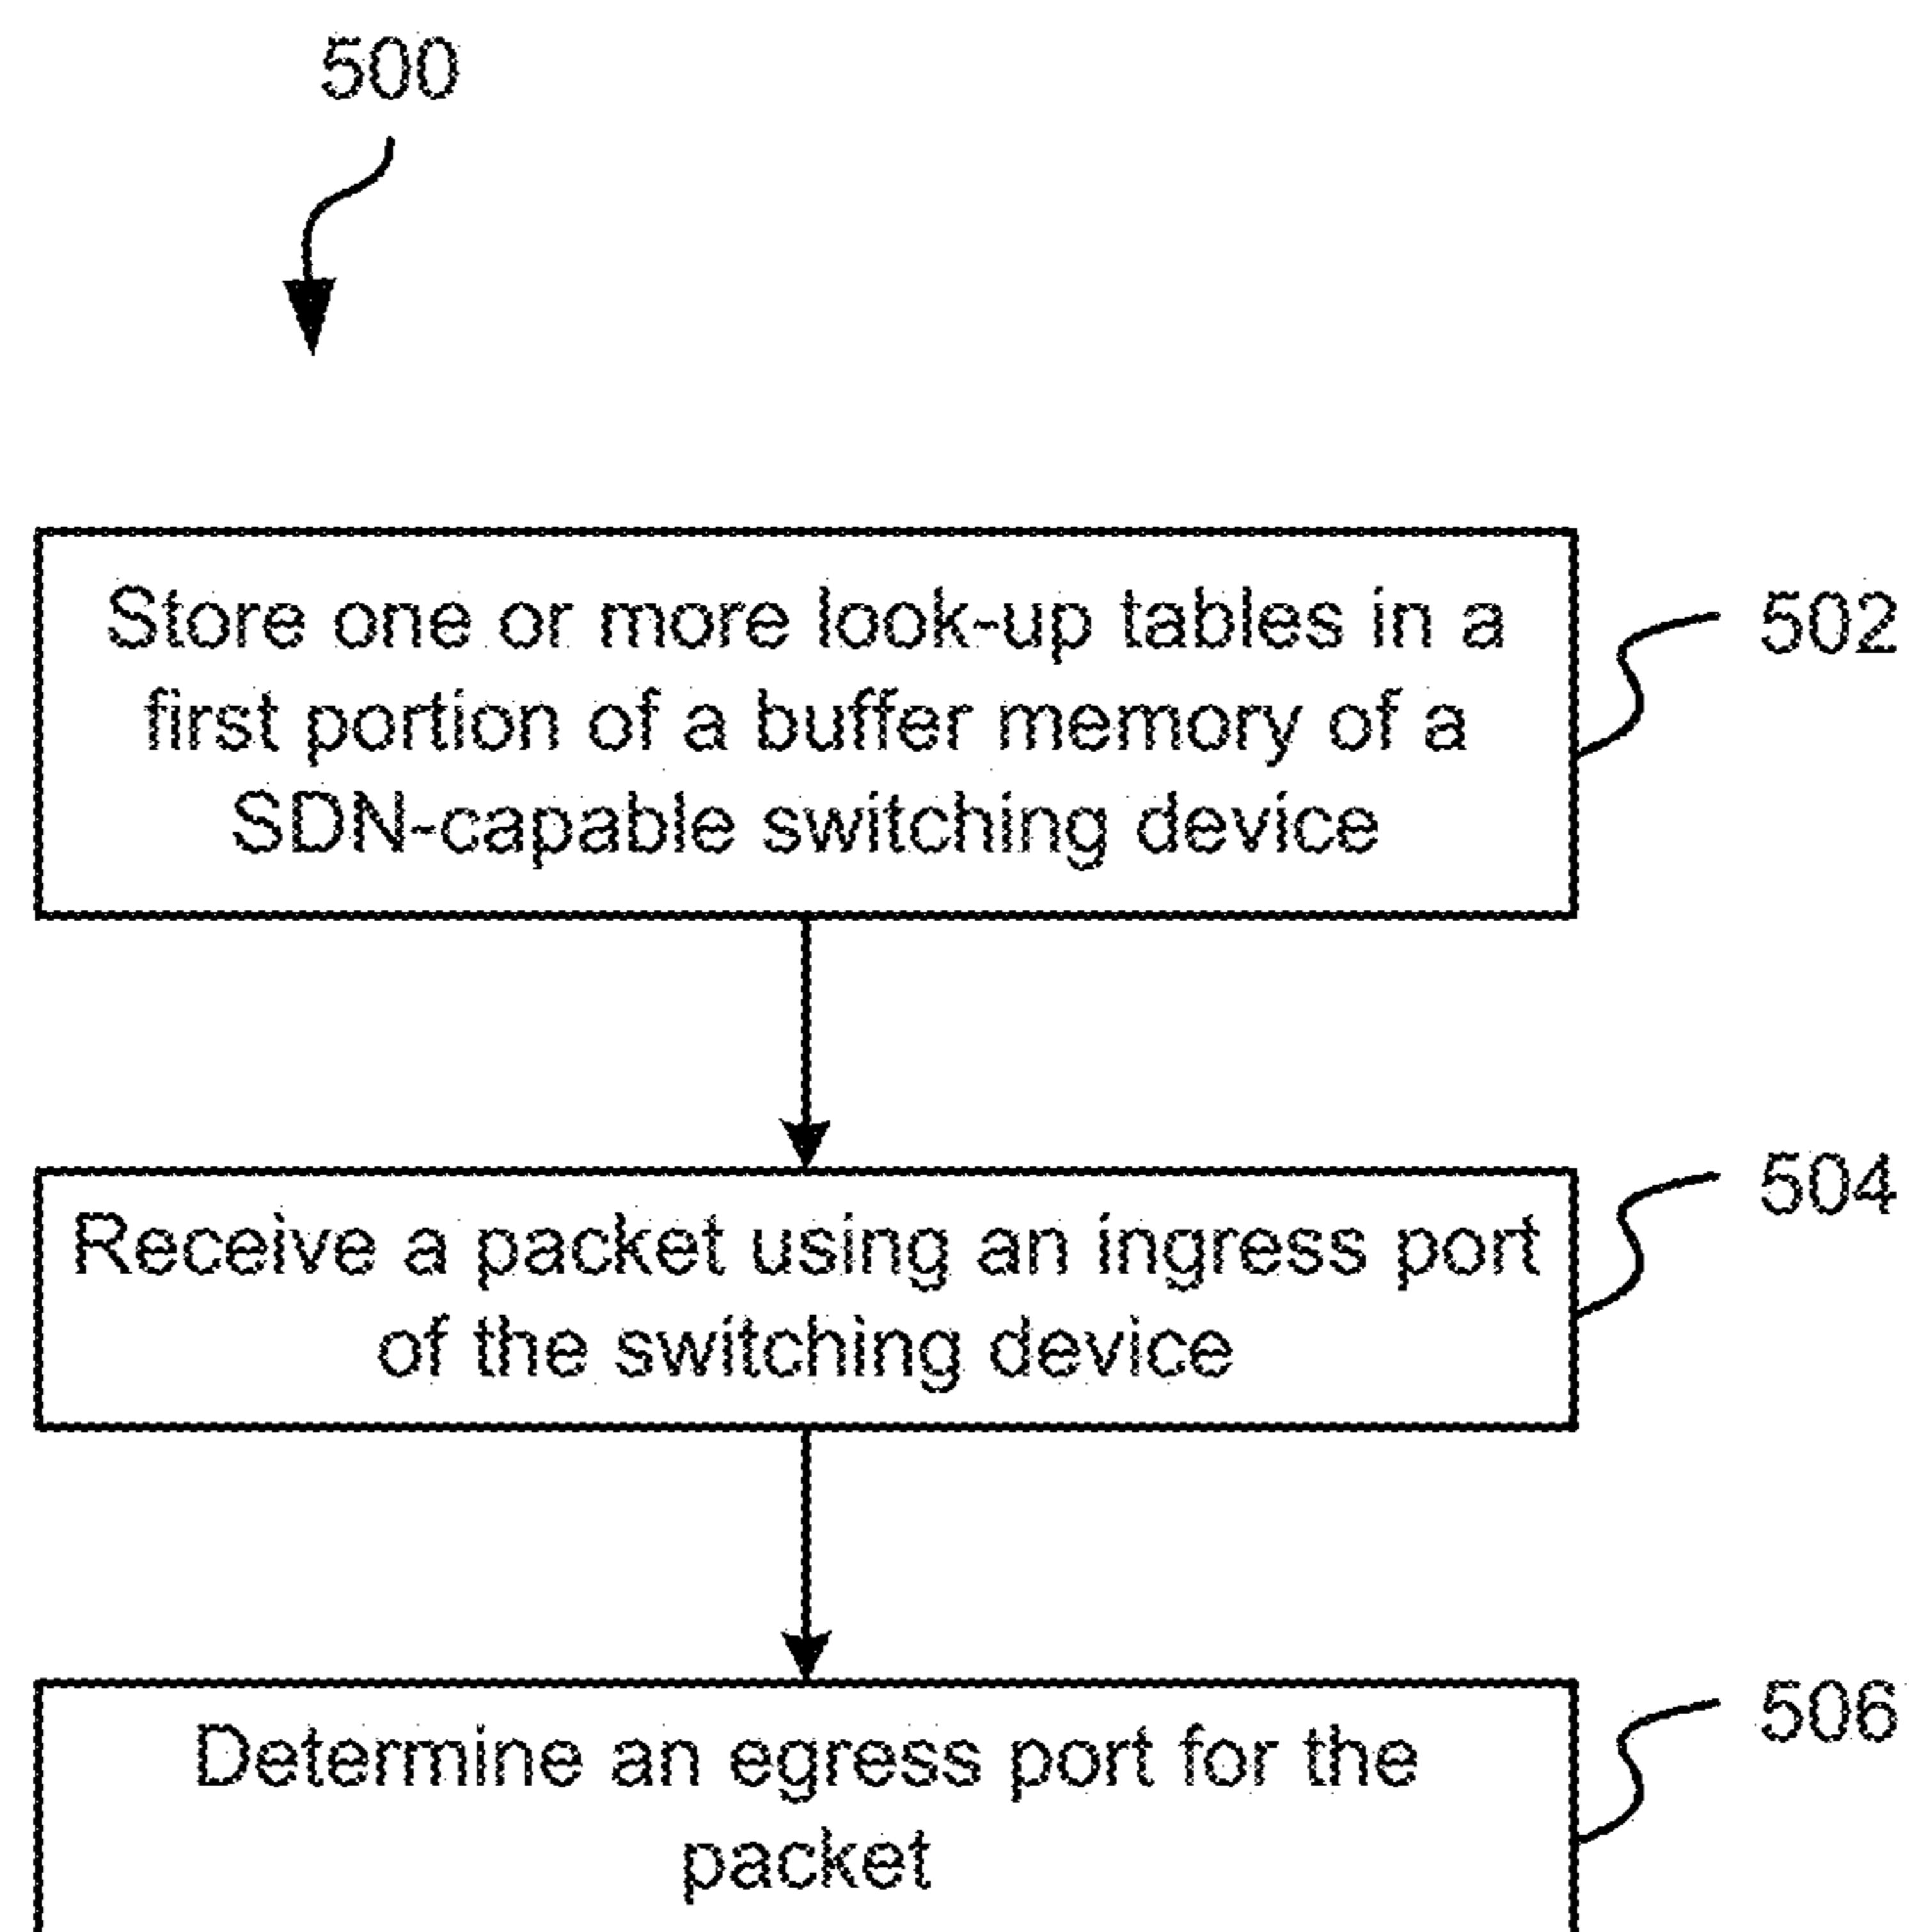 500
Store one or more look-up tables in a
first portion of a buffer memory of a
SDN-capable switching device
502
Receive a packet using an ingress port
of the switching device
504
Determine an egress port for the
packet
506